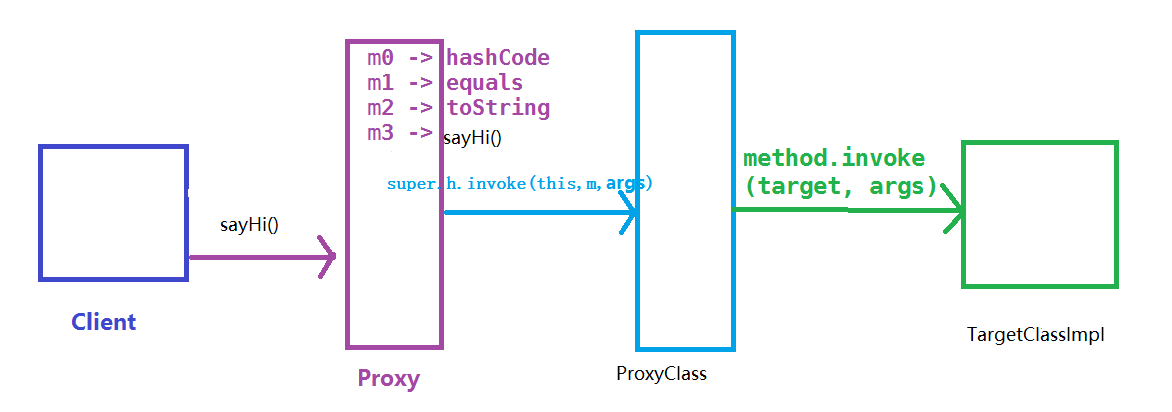 m0 -> hashCode
m1 -> equals
m2 -> toString
m3 -> sayHi()
super.h.invoke(this,m,args)
method.invoke
(target, args)
sayHi()
Client
Proxy
ProxyClass
TargetClassImpl